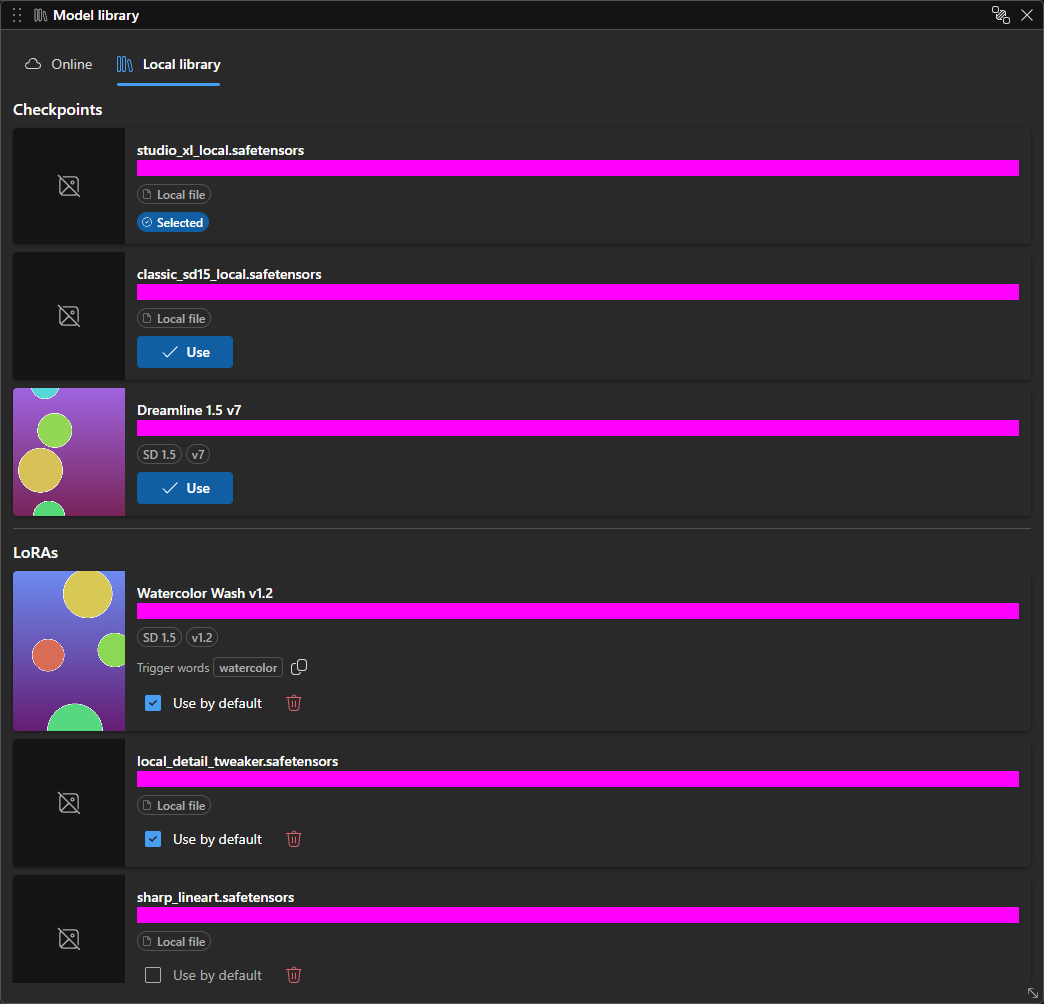 Model library
Online
Local library
Checkpoints
studio_xl_local.safetensors
Local file
Selected
classic_sd15_local.safetensors
Local file
Use
Dreamline 1.5 v7
SD 1.5 v7
Use
LoRAs
Watercolor Wash v1.2
SD 1.5 v1.2
Trigger words watercolor
Use by default
local_detail_tweaker.safetensors
Local file
Use by default
sharp_lineart.safetensors
Local file
Use by default